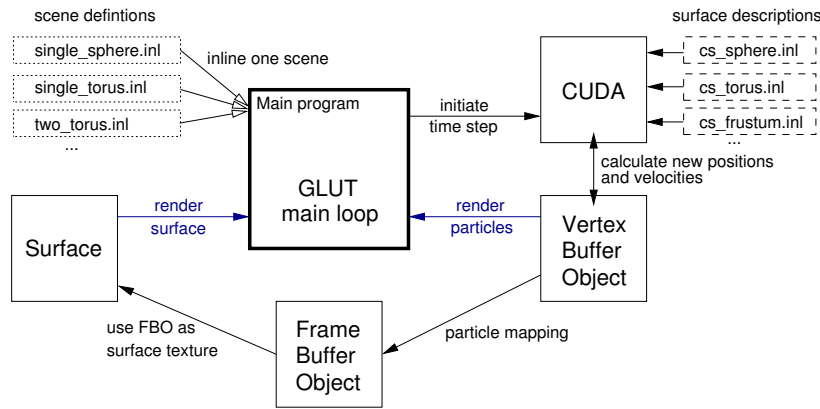 scene defintions
single_sphere.inl
single_torus.inl
two_torus.inl
...
inline one scene
Main program
GLUT
main loop
initiate
time step
CUDA
surface descriptions
cs_sphere.inl
cs_torus.inl
cs_frustum.inl
...
calculate new positions
and velocities
Surface
render
surface
render
particles
Vertex
Buffer
Object
use FBO as
surface texture
Frame
Buffer
Object
particle mapping